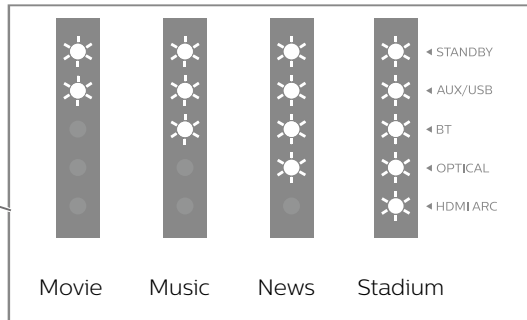 ◂ STANDBY
◂ AUX/USB
◂ BT
◂ OPTICAL
◂ HDMI ARC
Movie Music News Stadium